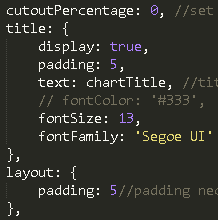 cutoutPercentage: 0, //set
title: {
display: true,
padding: 5,
text: chartTitle, //tit
// fontColor: '#333',
fontSize: 13,
fontFamily: 'Segoe UI'
},
layout: {
padding: 5//padding nec
},